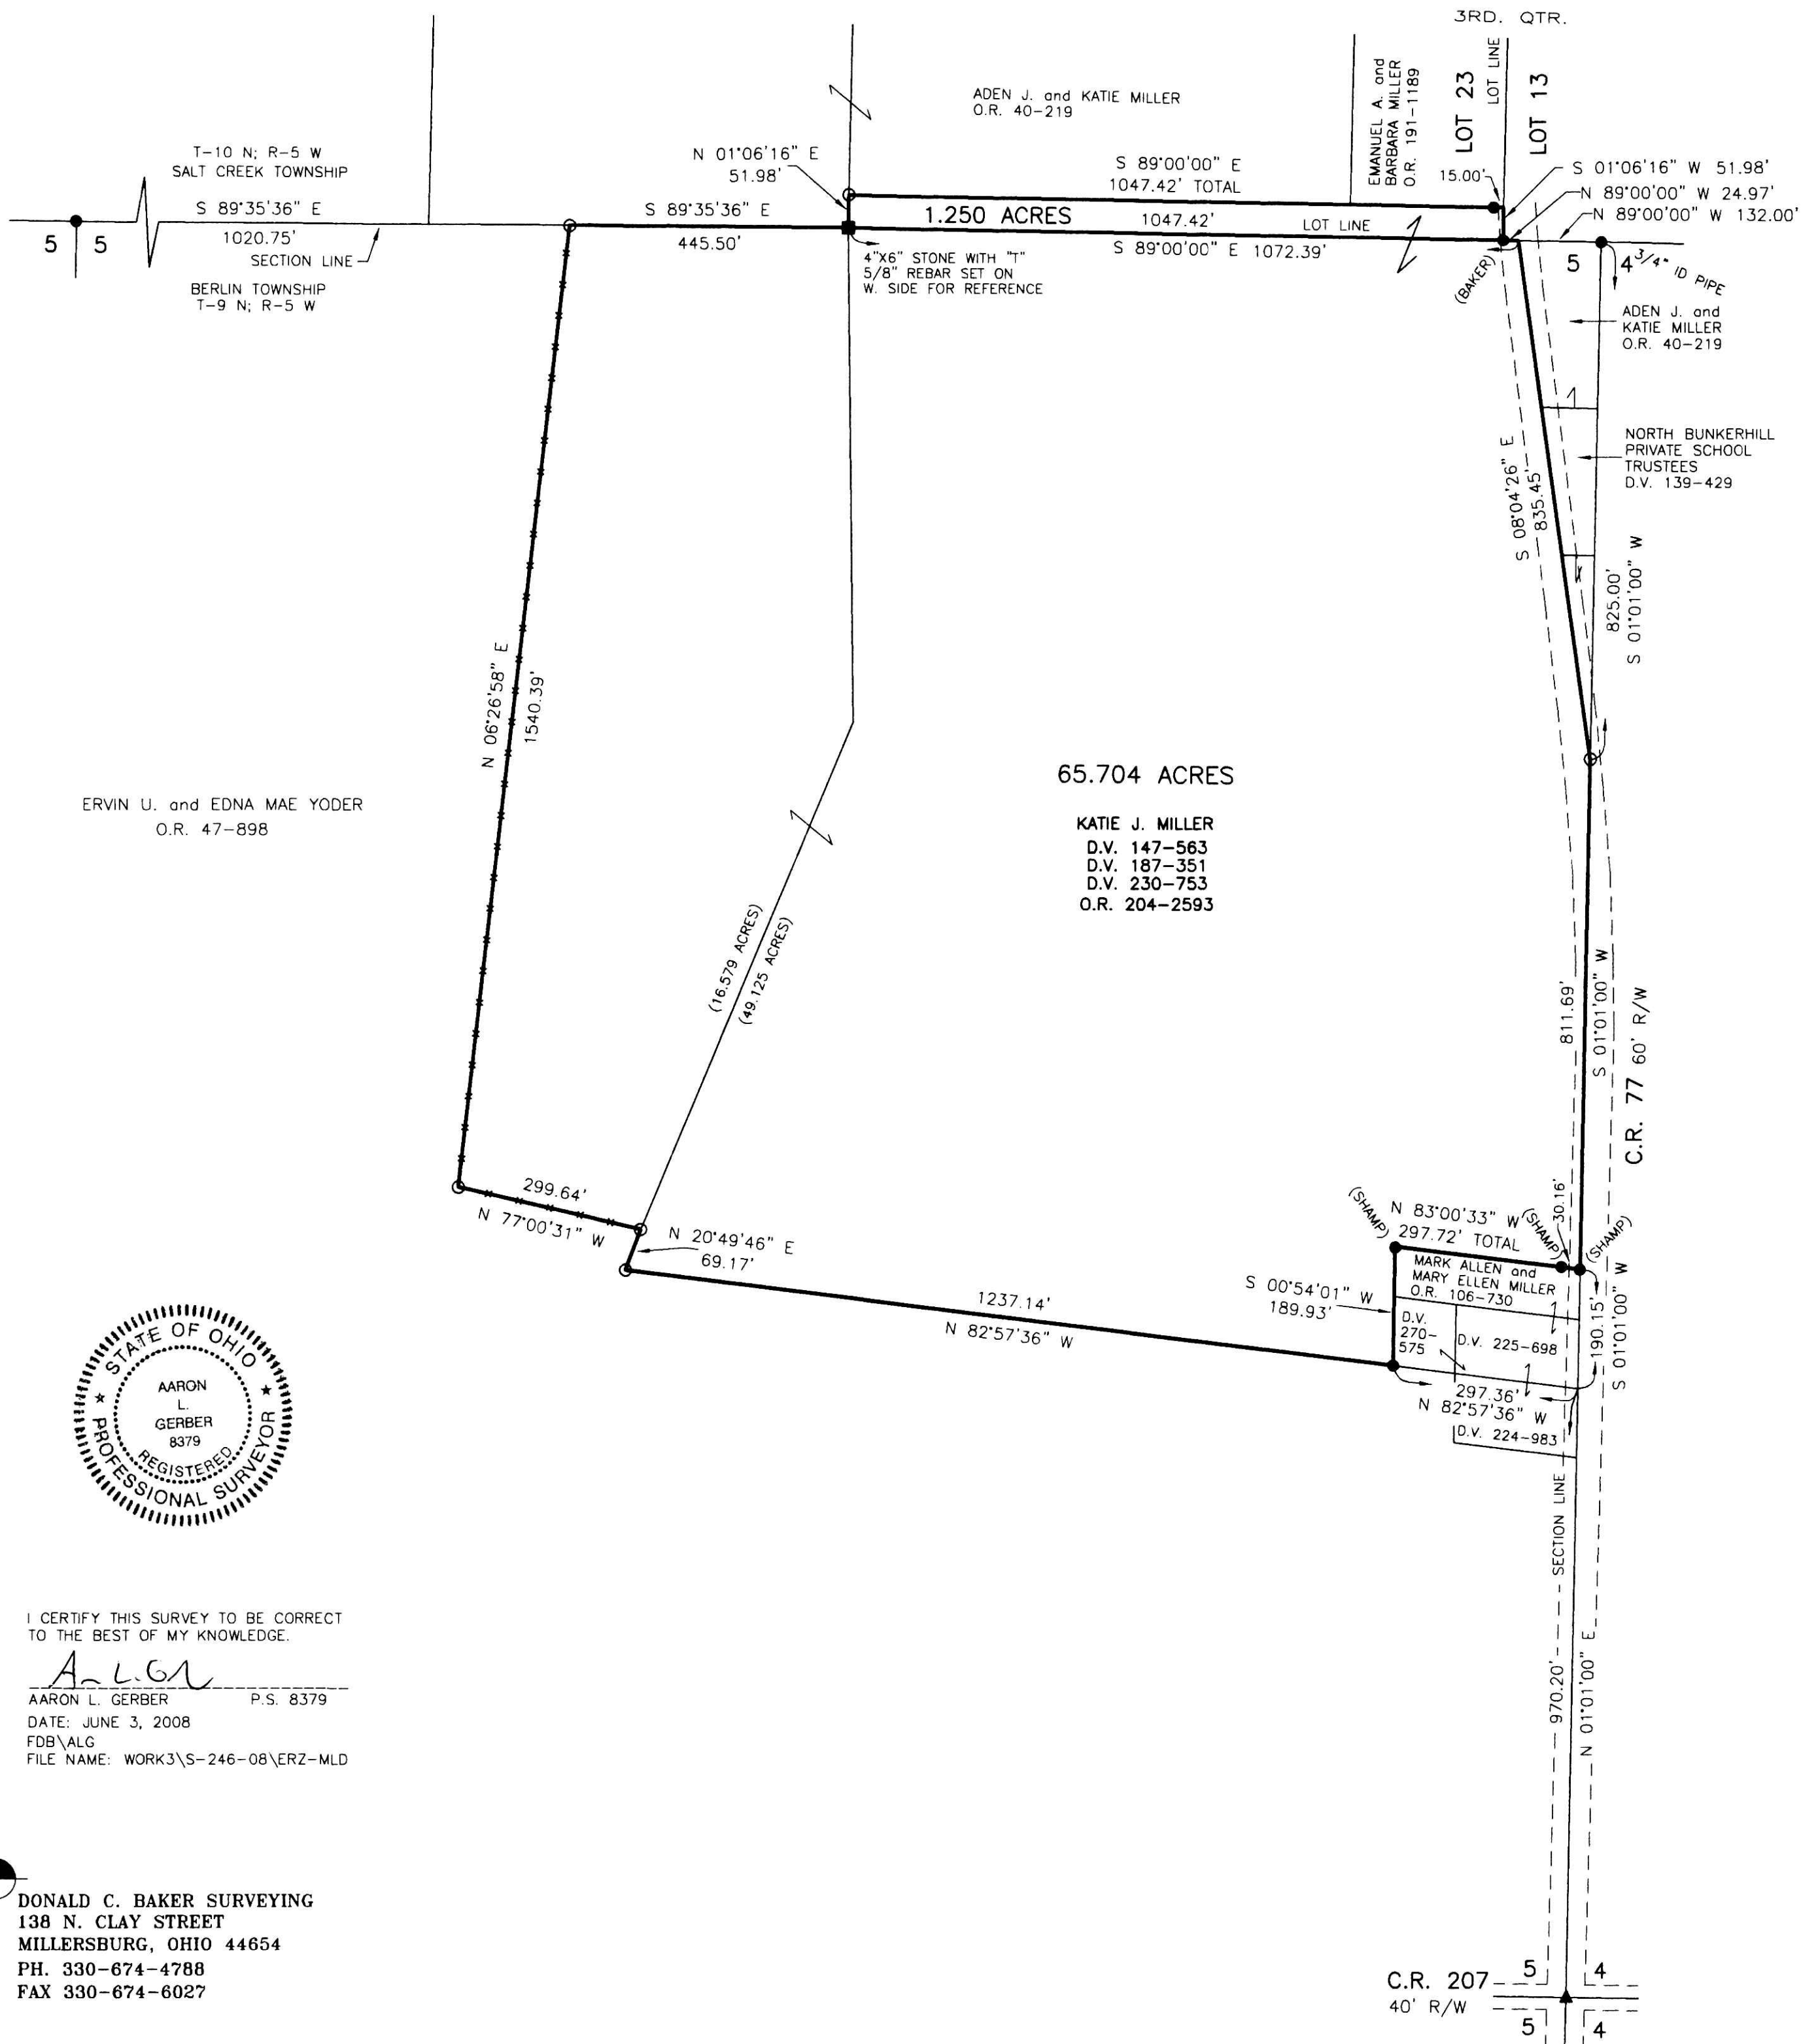 3RD. QTR.
LOT 23
LOT LINE
LOT 13
EMANUEL A. and
BARBARA MILLER
O.R. 191-1189
ADEN J. and KATIE MILLER
O.R. 40-219
T-10 N; R-5 W
SALT CREEK TOWNSHIP
N 01°06'16" E
51.98'
S 89°00'00" E
1047.42' TOTAL
15.00'
S 01°06'16" W 51.98'
N 89°00'00" W 24.97'
N 89°00'00" W 132.00'
S 89°35'36" E
1020.75'
SECTION LINE
5 5
S 89°35'36" E
445.50'
1.250 ACRES
1047.42'
LOT LINE
S 89°00'00" E 1072.39'
BERLIN TOWNSHIP
T-9 N; R-5 W
4"X6" STONE WITH "T"
5/8" REBAR SET ON
W. SIDE FOR REFERENCE
(BAKER)
5 4
3/4" ID PIPE
ADEN J. and
KATIE MILLER
O.R. 40-219
NORTH BUNKERHILL
PRIVATE SCHOOL
TRUSTEES
D.V. 139-429
S 08°04'26" E
835.45'
825.00'
S 01°01'00" W
N 06°26'58" E
1540.39'
ERVIN U. and EDNA MAE YODER
O.R. 47-898
65.704 ACRES
KATIE J. MILLER
D.V. 147-563
D.V. 187-351
D.V. 230-753
O.R. 204-2593
(16.579 ACRES)
(49.125 ACRES)
811.69'
S 01°01'00" W
C.R. 77 60' R/W
299.64'
N 77°00'31" W
N 20°49'46" E
69.17'
1237.14'
N 82°57'36" W
(SHAMP)
N 83°00'33" W
297.72' TOTAL
(SHAMP)
30.16'
(SHAMP)
MARK ALLEN and
MARY ELLEN MILLER
O.R. 106-730
S 00°54'01" W
189.93'
D.V.
270-
575
D.V. 225-698
190.15'
S 01°01'00" W
297.36'
N 82°57'36" W
D.V. 224-983
STATE OF OHIO
AARON
L.
GERBER
8379
REGISTERED
PROFESSIONAL SURVEYOR
970.20'
SECTION LINE
N 01°01'00" E
I CERTIFY THIS SURVEY TO BE CORRECT
TO THE BEST OF MY KNOWLEDGE.
AARON L. GERBER P.S. 8379
DATE: JUNE 3, 2008
FDB\ALG
FILE NAME: WORK3\S-246-08\ERZ-MLD
DONALD C. BAKER SURVEYING
138 N. CLAY STREET
MILLERSBURG, OHIO 44654
PH. 330-674-4788
FAX 330-674-6027
C.R. 207
40' R/W
5 4
5 4